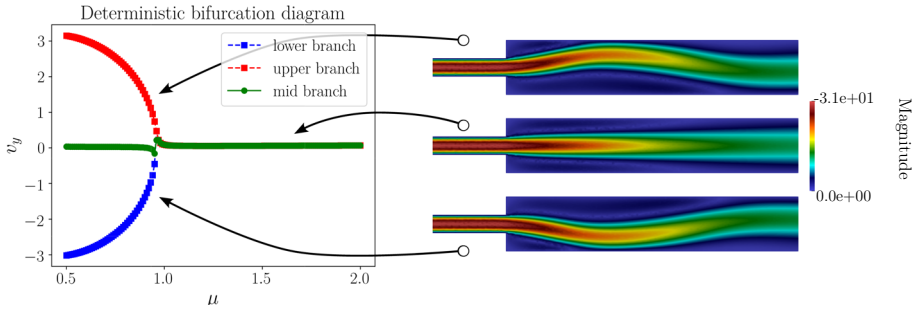 Deterministic bifurcation diagram
lower branch
upper branch
mid branch
3
2
1
0
−1
−2
−3
v_y
0.5
1.0
1.5
2.0
μ
3.1e+01
0.0e+00
Magnitude